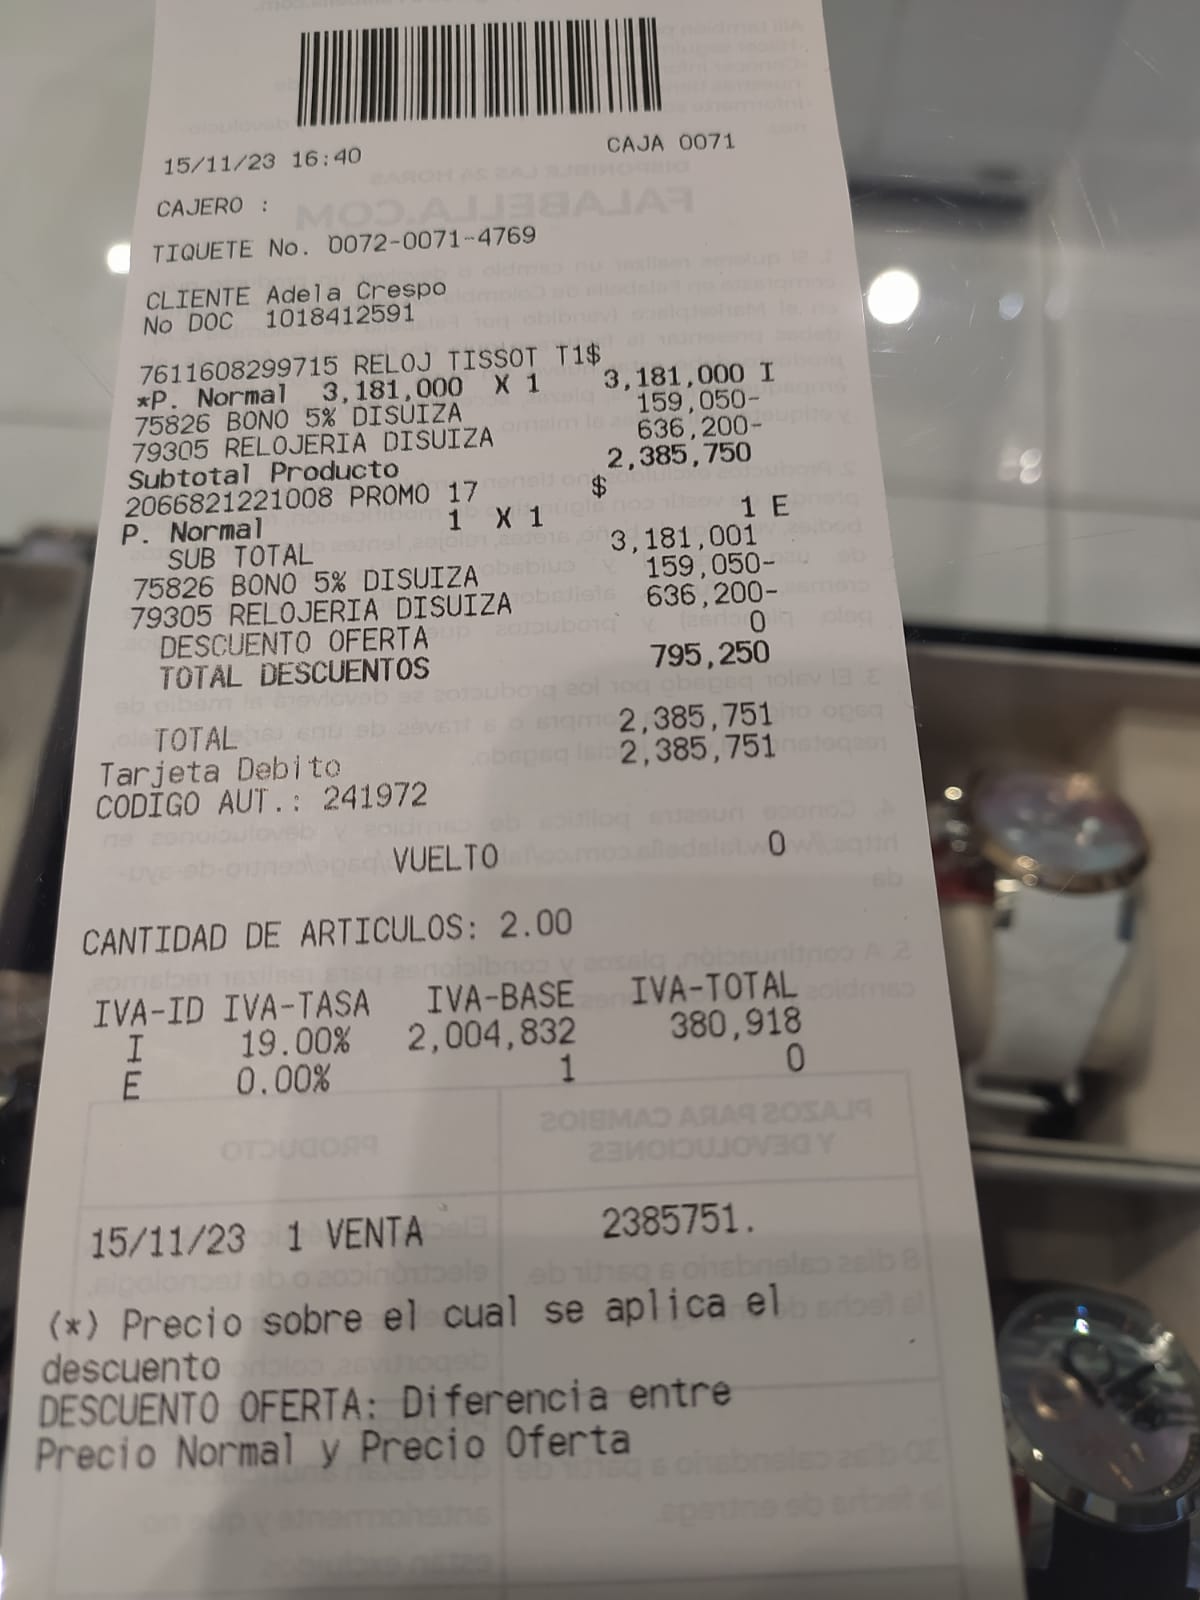 15/11/23 16:40 CAJA 0071
CAJERO :
TIQUETE No. 0072-0071-4769
CLIENTE Adela Crespo
No DOC 1018412591
7611608299715 RELOJ TISSOT T1$
*P. Normal 3,181,000 X 1 3,181,000 I
75826 BONO 5% DISUIZA 159,050-
79305 RELOJERIA DISUIZA 636,200-
Subtotal Producto 2,385,750
2066821221008 PROMO 17 $
P. Normal 1 X 1 1 E
SUB TOTAL 3,181,001
75826 BONO 5% DISUIZA 159,050-
79305 RELOJERIA DISUIZA 636,200-
DESCUENTO OFERTA 0
TOTAL DESCUENTOS 795,250
TOTAL 2,385,751
Tarjeta Debito 2,385,751
CODIGO AUT.: 241972
VUELTO 0
CANTIDAD DE ARTICULOS: 2.00
IVA-ID IVA-TASA IVA-BASE IVA-TOTAL
I 19.00% 2,004,832 380,918
E 0.00% 1 0
15/11/23 1 VENTA 2385751.
(*) Precio sobre el cual se aplica el
descuento
DESCUENTO OFERTA: Diferencia entre
Precio Normal y Precio Oferta